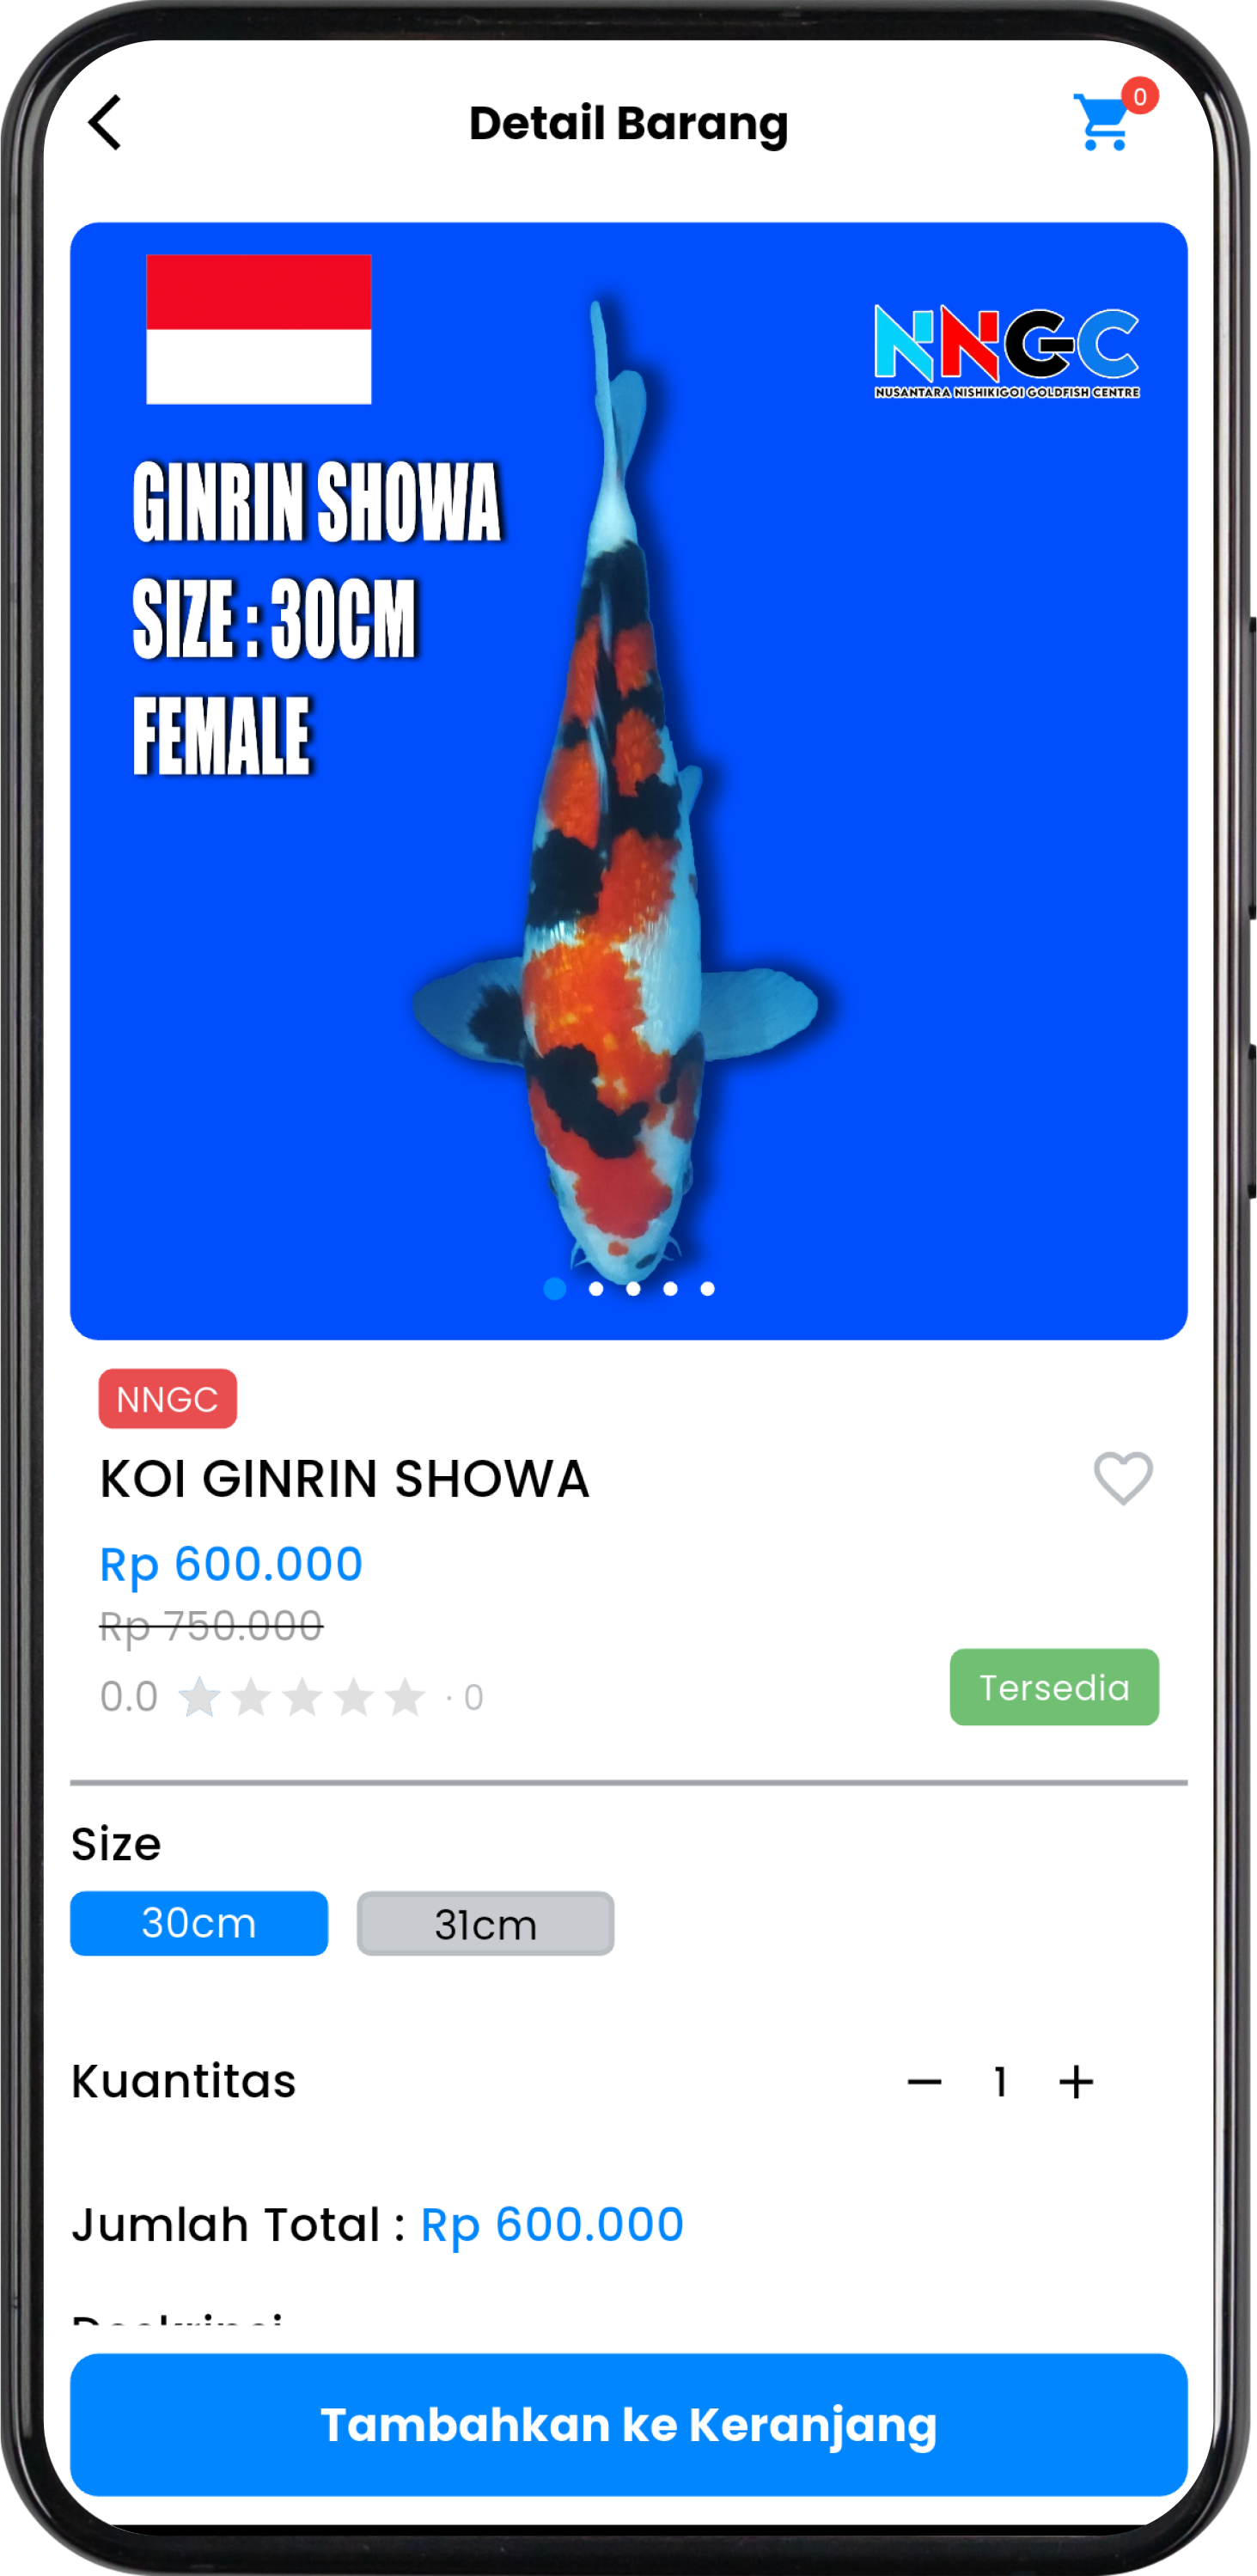 Detail Barang
0
NNGC
NUSANTARA NISHIKIGOI GOLDFISH CENTRE
GINRIN SHOWA
SIZE : 30CM
FEMALE
NNGC
KOI GINRIN SHOWA
Rp 600.000
Rp 750.000
0.0 · 0
Tersedia
Size
30cm
31cm
Kuantitas
1
Jumlah Total : Rp 600.000
Deskripsi
Tambahkan ke Keranjang